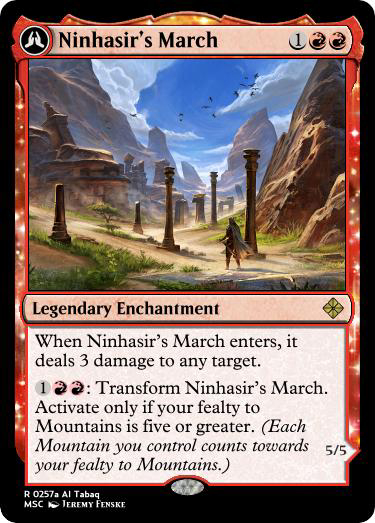 Ninhasir's March 1
Legendary Enchantment
When Ninhasir's March enters, it
deals 3 damage to any target.
1: Transform Ninhasir's March.
Activate only if your fealty to
Mountains is five or greater. (Each
Mountain you control counts towards
your fealty to Mountains.)
5/5
R 0257a Al Tabaq
MSC JEREMY FENSKE